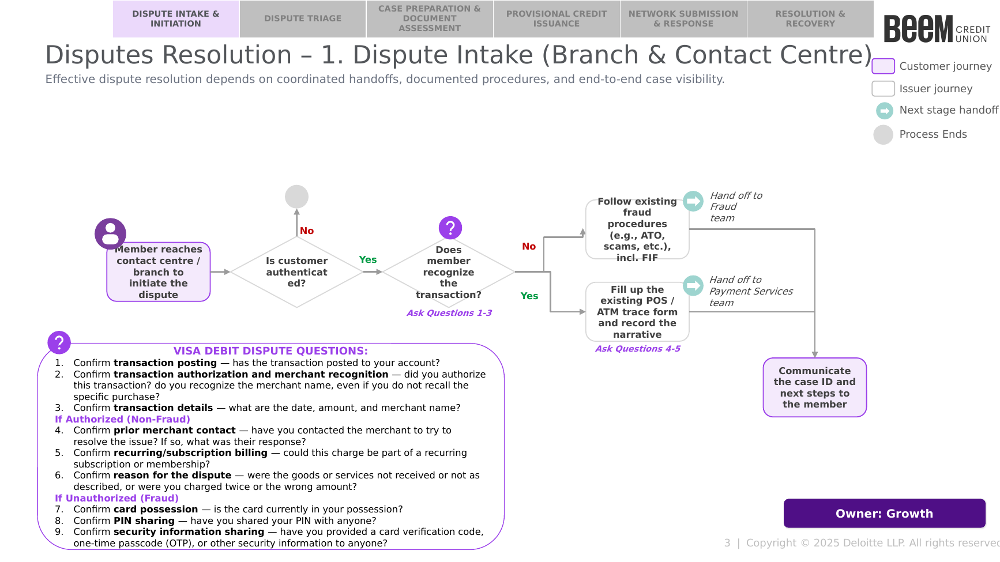 DISPUTE INTAKE &
INITIATION
DISPUTE TRIAGE
CASE PREPARATION &
DOCUMENT
ASSESSMENT
PROVISIONAL CREDIT
ISSUANCE
NETWORK SUBMISSION
& RESPONSE
RESOLUTION &
RECOVERY
BeeM CREDIT
UNION
Disputes Resolution – 1. Dispute Intake (Branch & Contact Centre)
Effective dispute resolution depends on coordinated handoffs, documented procedures, and end-to-end case visibility.
Customer journey
Issuer journey
Next stage handoff
Process Ends
Member reaches
contact centre /
branch to
initiate the
dispute
Is customer
authenticat
ed?
No
Yes
?
Does
member
recognize
the
transaction?
Ask Questions 1-3
No
Yes
Follow existing
fraud
procedures
(e.g., ATO,
scams, etc.),
incl. FIF
Hand off to
Fraud
team
Fill up the
existing POS /
ATM trace form
and record the
narrative
Hand off to
Payment Services
team
Ask Questions 4-5
Communicate
the case ID and
next steps to
the member
?
VISA DEBIT DISPUTE QUESTIONS:
1. Confirm transaction posting — has the transaction posted to your account?
2. Confirm transaction authorization and merchant recognition — did you authorize
this transaction? do you recognize the merchant name, even if you do not recall the
specific purchase?
3. Confirm transaction details — what are the date, amount, and merchant name?
If Authorized (Non-Fraud)
4. Confirm prior merchant contact — have you contacted the merchant to try to
resolve the issue? If so, what was their response?
5. Confirm recurring/subscription billing — could this charge be part of a recurring
subscription or membership?
6. Confirm reason for the dispute — were the goods or services not received or not as
described, or were you charged twice or the wrong amount?
If Unauthorized (Fraud)
7. Confirm card possession — is the card currently in your possession?
8. Confirm PIN sharing — have you shared your PIN with anyone?
9. Confirm security information sharing — have you provided a card verification code,
one-time passcode (OTP), or other security information to anyone?
Owner: Growth
3 | Copyright © 2025 Deloitte LLP. All rights reserved